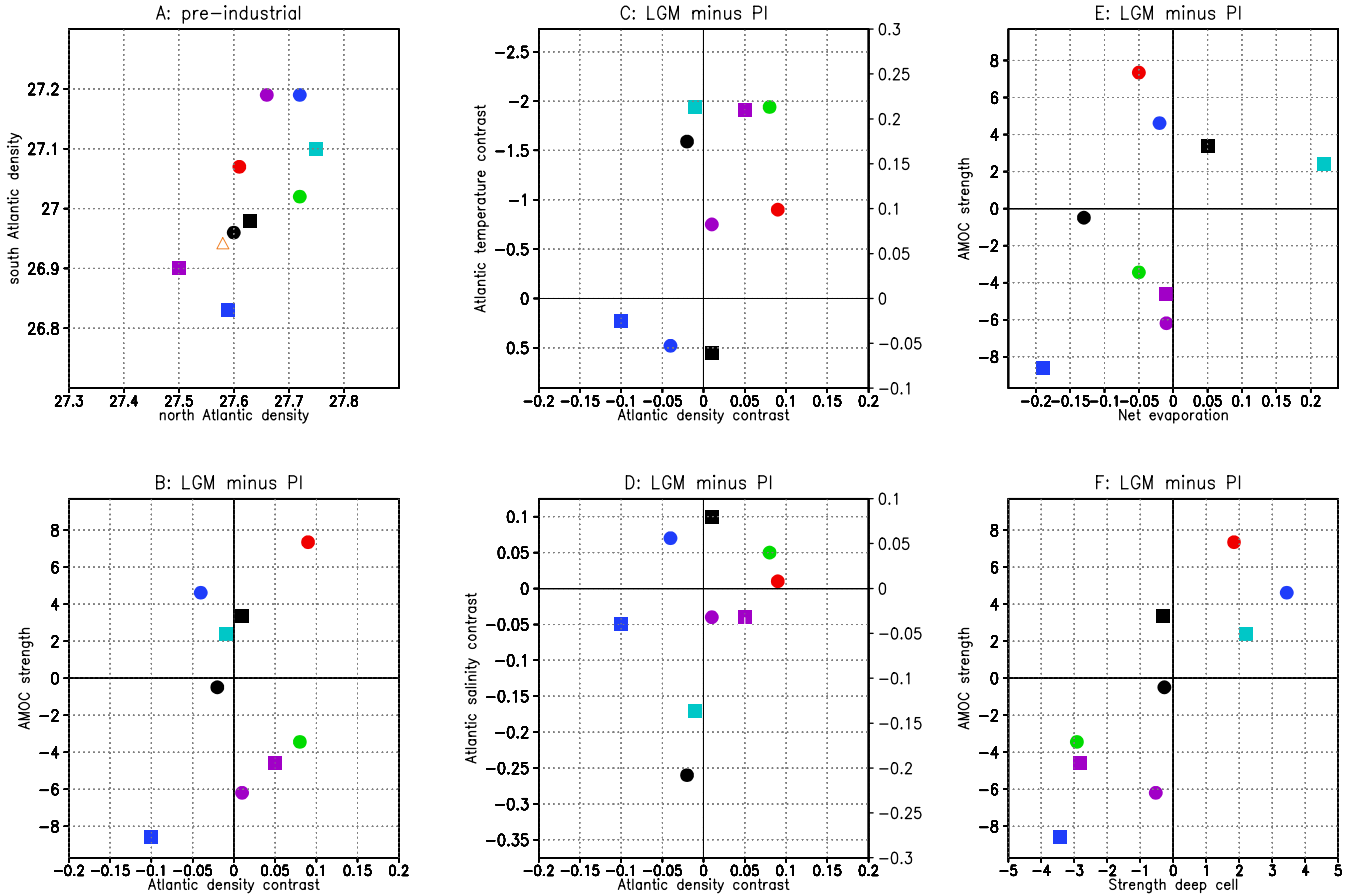 A: pre-industrial
27.2
27.1
27
26.9
26.8
south Atlantic density
27.3 27.4 27.5 27.6 27.7 27.8
north Atlantic density
C: LGM minus PI
-2.5
-2
-1.5
-1
-0.5
0
0.5
Atlantic temperature contrast
0.3
0.25
0.2
0.15
0.1
0.05
0
-0.05
-0.1
-0.2 -0.15 -0.1 -0.05 0 0.05 0.1 0.15 0.2
Atlantic density contrast
E: LGM minus PI
8
6
4
2
0
-2
-4
-6
-8
AMOC strength
-0.2 -0.15 -0.1 -0.05 0 0.05 0.1 0.15 0.2
Net evaporation
B: LGM minus PI
8
6
4
2
0
-2
-4
-6
-8
AMOC strength
-0.2 -0.15 -0.1 -0.05 0 0.05 0.1 0.15 0.2
Atlantic density contrast
D: LGM minus PI
0.1
0.05
0
-0.05
-0.1
-0.15
-0.2
-0.25
-0.3
-0.35
Atlantic salinity contrast
0.1
0.05
0
-0.05
-0.1
-0.15
-0.2
-0.25
-0.3
-0.2 -0.15 -0.1 -0.05 0 0.05 0.1 0.15 0.2
Atlantic density contrast
F: LGM minus PI
8
6
4
2
0
-2
-4
-6
-8
AMOC strength
-5 -4 -3 -2 -1 0 1 2 3 4 5
Strength deep cell